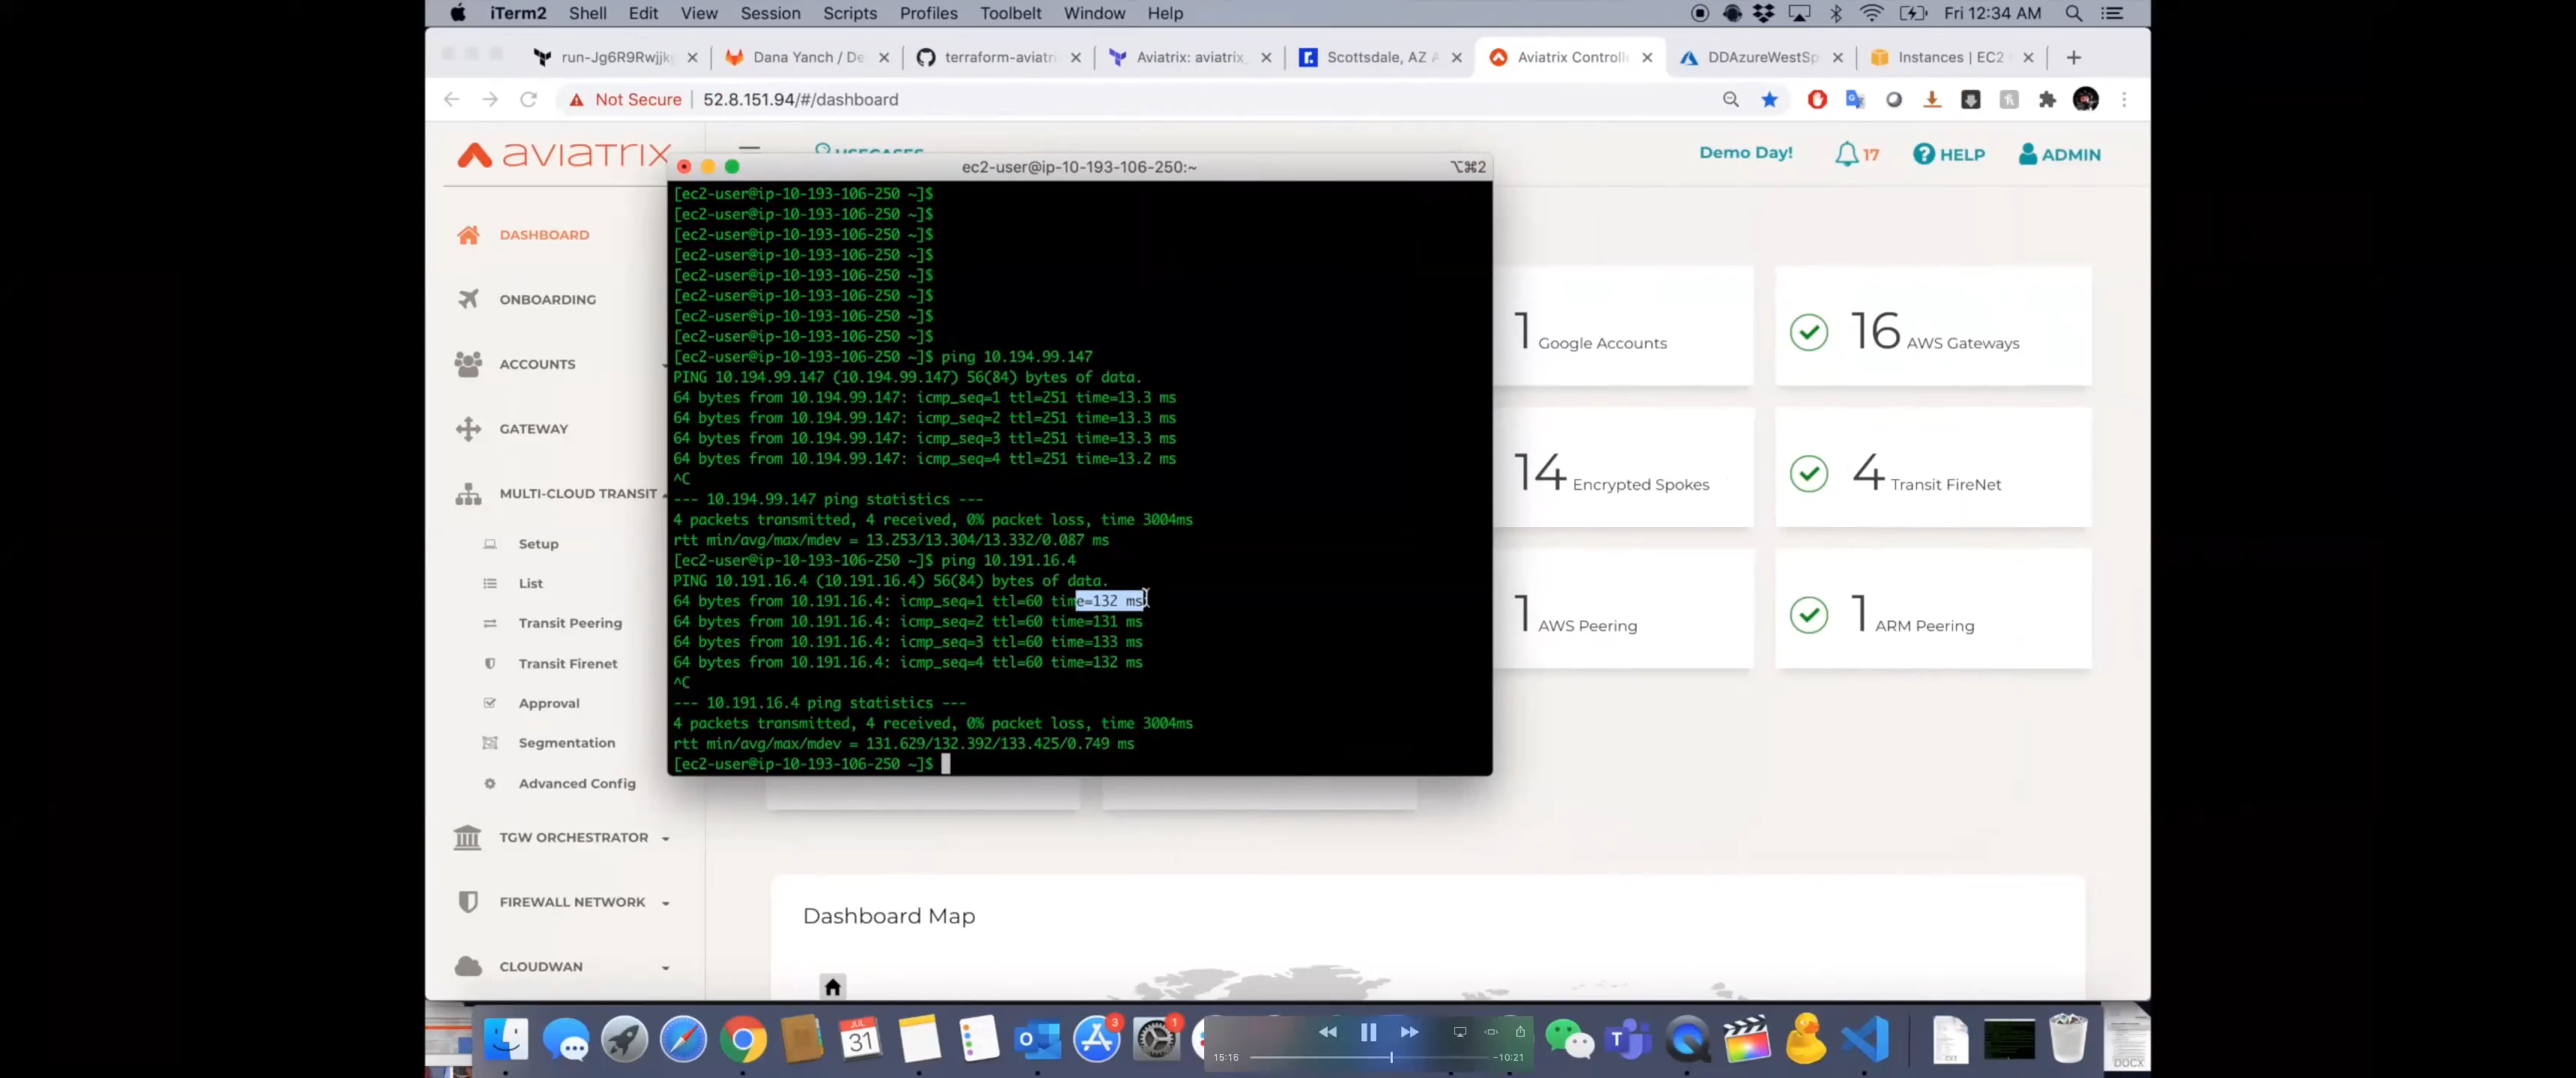 iTerm2 Shell Edit View Session Scripts Profiles Toolbelt Window Help
Fri 12:34 AM
run-Jg6R9Rwjjk
Dana Yanch / De
terraform-aviatri
Aviatrix: aviatrix_
Scottsdale, AZ A
Aviatrix Controll
DDAzureWestSp
Instances | EC2
Not Secure
52.8.151.94/#/dashboard
aviatrix
USECASES
Demo Day!
17
HELP
ADMIN
ec2-user@ip-10-193-106-250:~
⌥⌘2
DASHBOARD
ONBOARDING
ACCOUNTS
GATEWAY
MULTI-CLOUD TRANSIT
Setup
List
Transit Peering
Transit Firenet
Approval
Segmentation
Advanced Config
TGW ORCHESTRATOR
FIREWALL NETWORK
CLOUDWAN
[ec2-user@ip-10-193-106-250 ~]$
[ec2-user@ip-10-193-106-250 ~]$
[ec2-user@ip-10-193-106-250 ~]$
[ec2-user@ip-10-193-106-250 ~]$
[ec2-user@ip-10-193-106-250 ~]$
[ec2-user@ip-10-193-106-250 ~]$
[ec2-user@ip-10-193-106-250 ~]$
[ec2-user@ip-10-193-106-250 ~]$
[ec2-user@ip-10-193-106-250 ~]$ ping 10.194.99.147
PING 10.194.99.147 (10.194.99.147) 56(84) bytes of data.
64 bytes from 10.194.99.147: icmp_seq=1 ttl=251 time=13.3 ms
64 bytes from 10.194.99.147: icmp_seq=2 ttl=251 time=13.3 ms
64 bytes from 10.194.99.147: icmp_seq=3 ttl=251 time=13.3 ms
64 bytes from 10.194.99.147: icmp_seq=4 ttl=251 time=13.2 ms
^C
--- 10.194.99.147 ping statistics ---
4 packets transmitted, 4 received, 0% packet loss, time 3004ms
rtt min/avg/max/mdev = 13.253/13.304/13.332/0.087 ms
[ec2-user@ip-10-193-106-250 ~]$ ping 10.191.16.4
PING 10.191.16.4 (10.191.16.4) 56(84) bytes of data.
64 bytes from 10.191.16.4: icmp_seq=1 ttl=60 time=132 ms
64 bytes from 10.191.16.4: icmp_seq=2 ttl=60 time=131 ms
64 bytes from 10.191.16.4: icmp_seq=3 ttl=60 time=133 ms
64 bytes from 10.191.16.4: icmp_seq=4 ttl=60 time=132 ms
^C
--- 10.191.16.4 ping statistics ---
4 packets transmitted, 4 received, 0% packet loss, time 3004ms
rtt min/avg/max/mdev = 131.629/132.392/133.425/0.749 ms
[ec2-user@ip-10-193-106-250 ~]$
1 Google Accounts
16 AWS Gateways
14 Encrypted Spokes
4 Transit FireNet
1 AWS Peering
1 ARM Peering
Dashboard Map
JUL
31
3
1
15:16
-10:21
DOCX